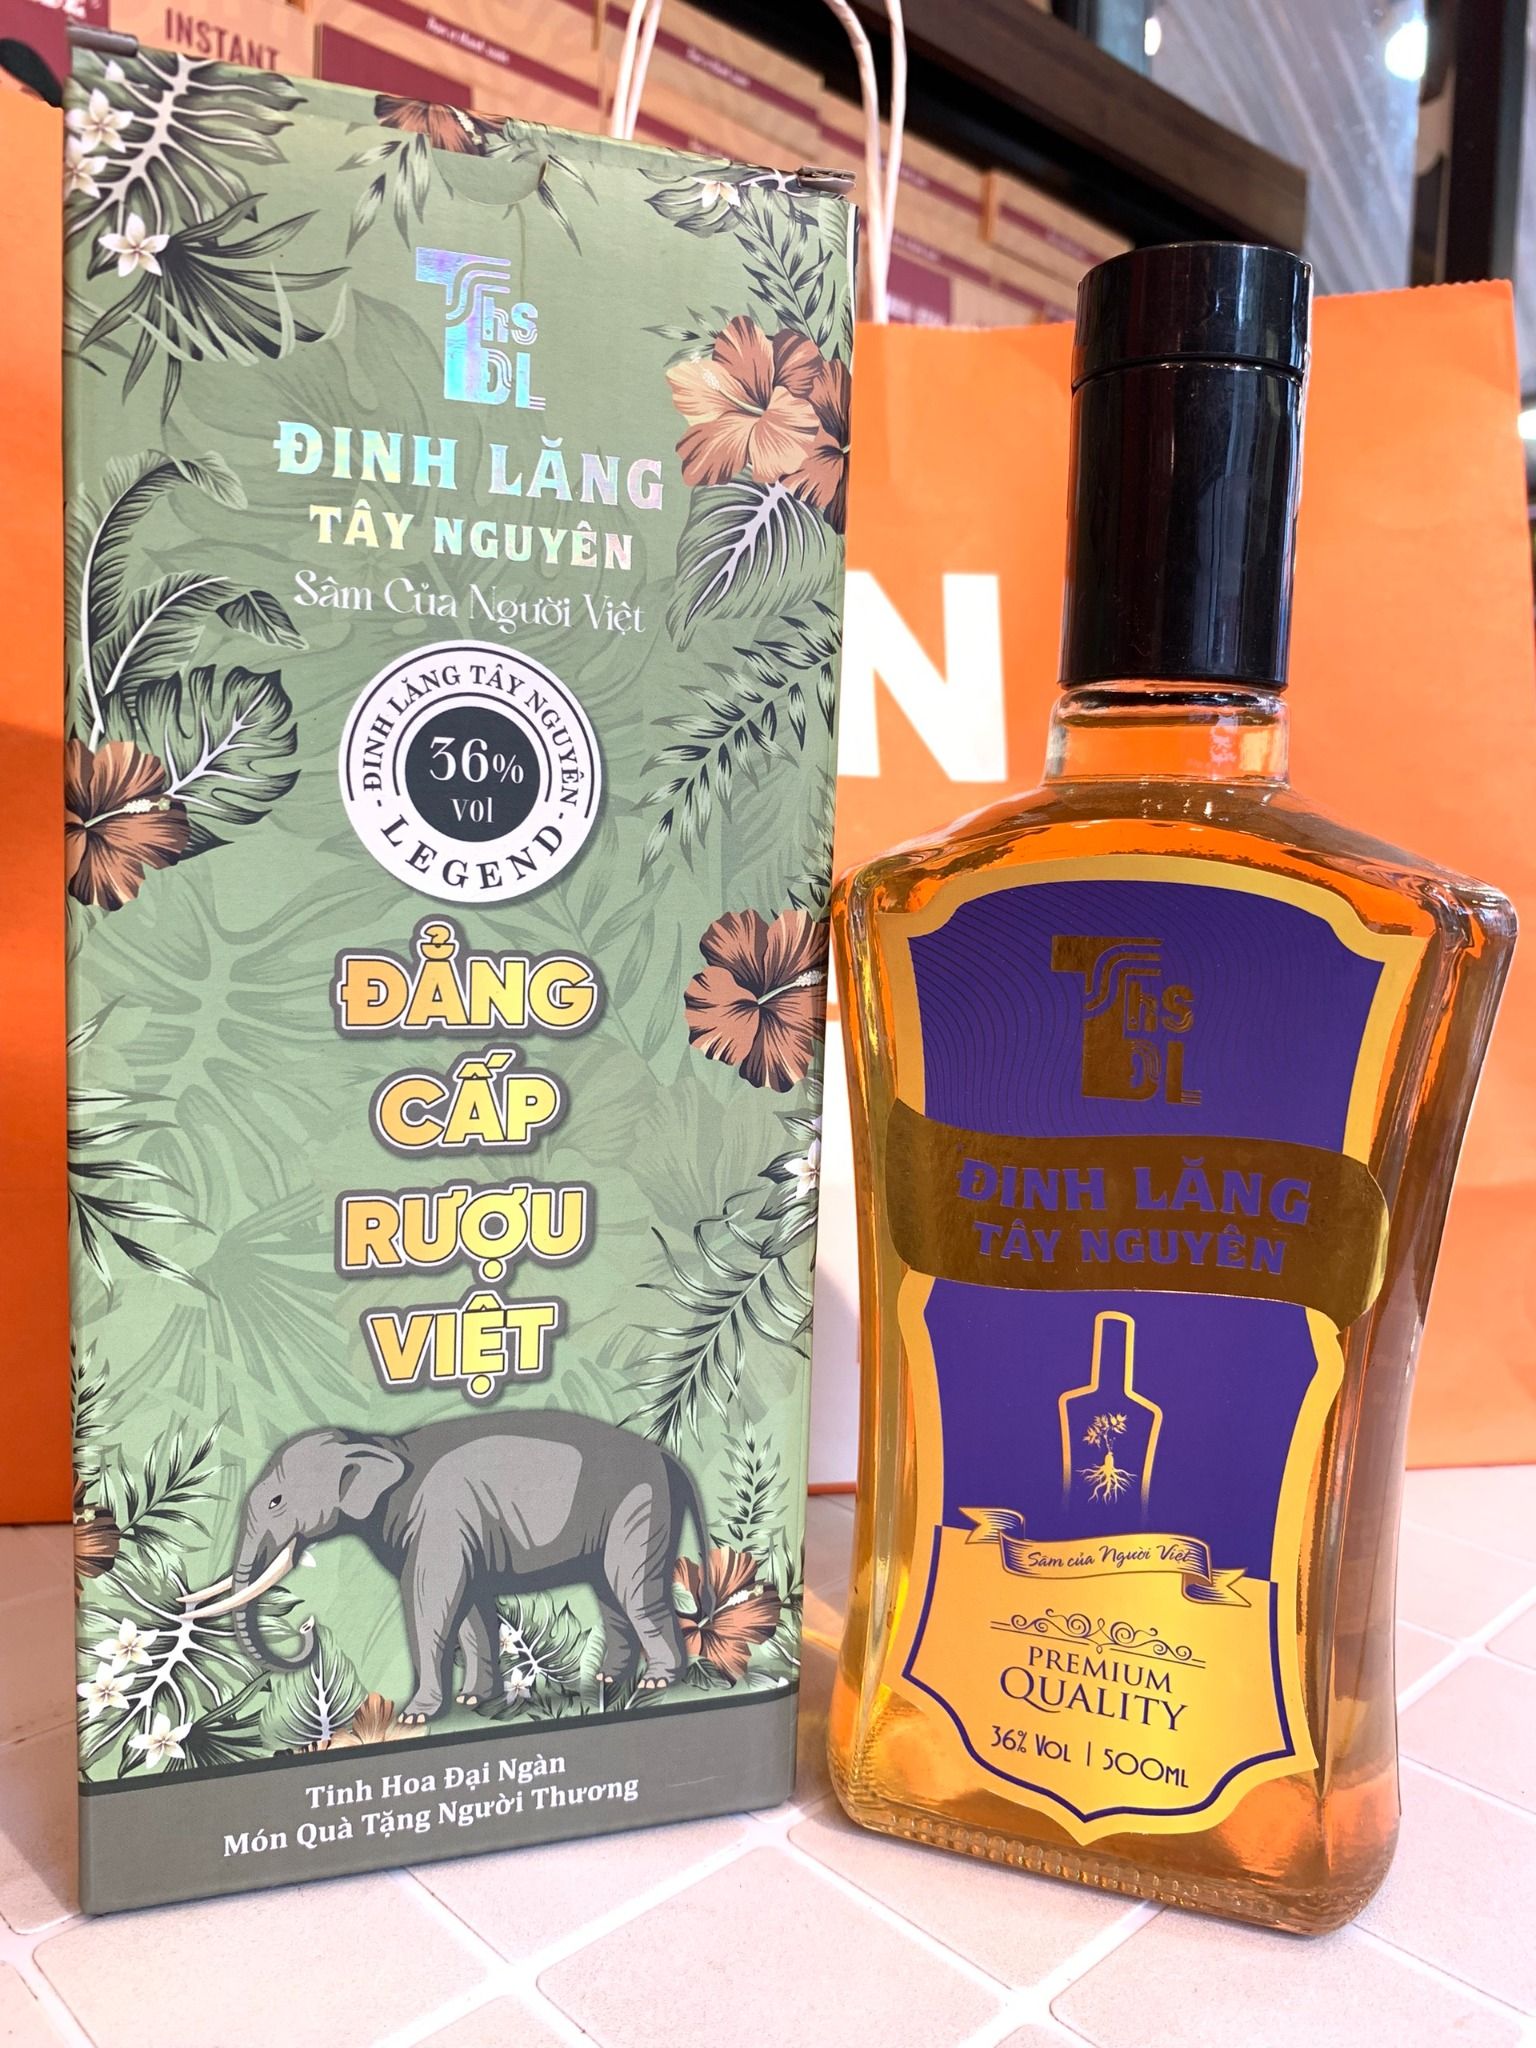 INSTANT
ThS
ĐL
ĐINH LĂNG
TÂY NGUYÊN
Sâm Của Người Việt
ĐINH LĂNG TÂY NGUYÊN
36%
vol
LEGEND
ĐẲNG
CẤP
RƯỢU
VIỆT
Tinh Hoa Đại Ngàn
Món Quà Tặng Người Thương
N
ThS
ĐL
ĐINH LĂNG
TÂY NGUYÊN
Sâm của Người Việt
PREMIUM
QUALITY
36% VOL | 500ML